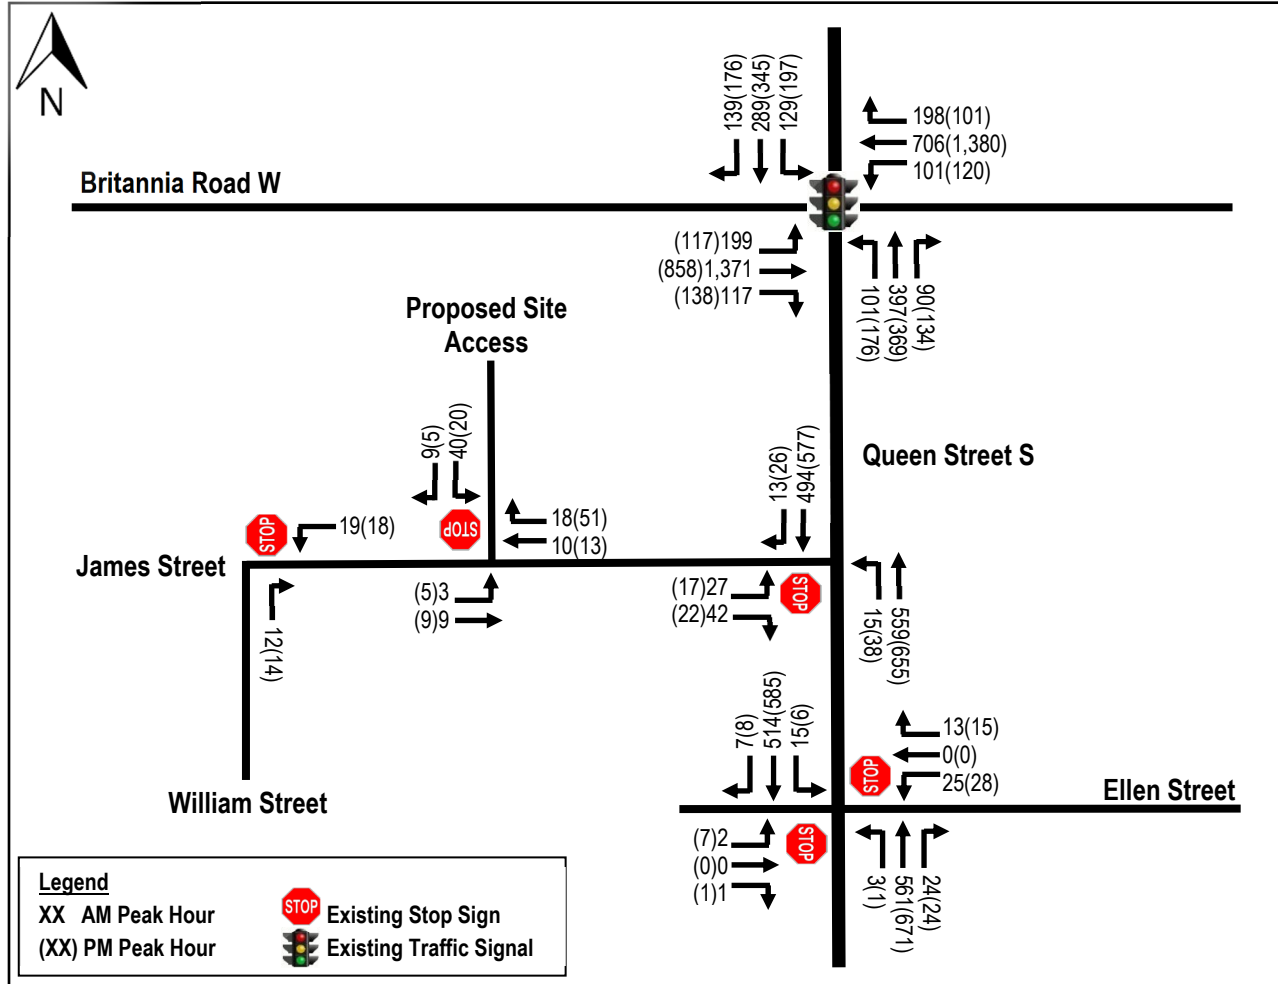 N
139(176)
289(345)
129(197)
198(101)
706(1,380)
101(120)
Britannia Road W
(117)199
(858)1,371
(138)117
101(176)
397(369)
90(134)
Proposed Site
Access
9(5)
40(20)
13(26)
494(577)
Queen Street S
STOP
19(18)
STOP
18(51)
10(13)
James Street
(5)3
(9)9
(17)27
(22)42
STOP
12(14)
15(38)
559(655)
7(8)
514(585)
15(6)
13(15)
0(0)
25(28)
STOP
William Street
Ellen Street
(7)2
(0)0
(1)1
STOP
3(1)
561(671)
24(24)
Legend
XX AM Peak Hour
(XX) PM Peak Hour
STOP Existing Stop Sign
Existing Traffic Signal